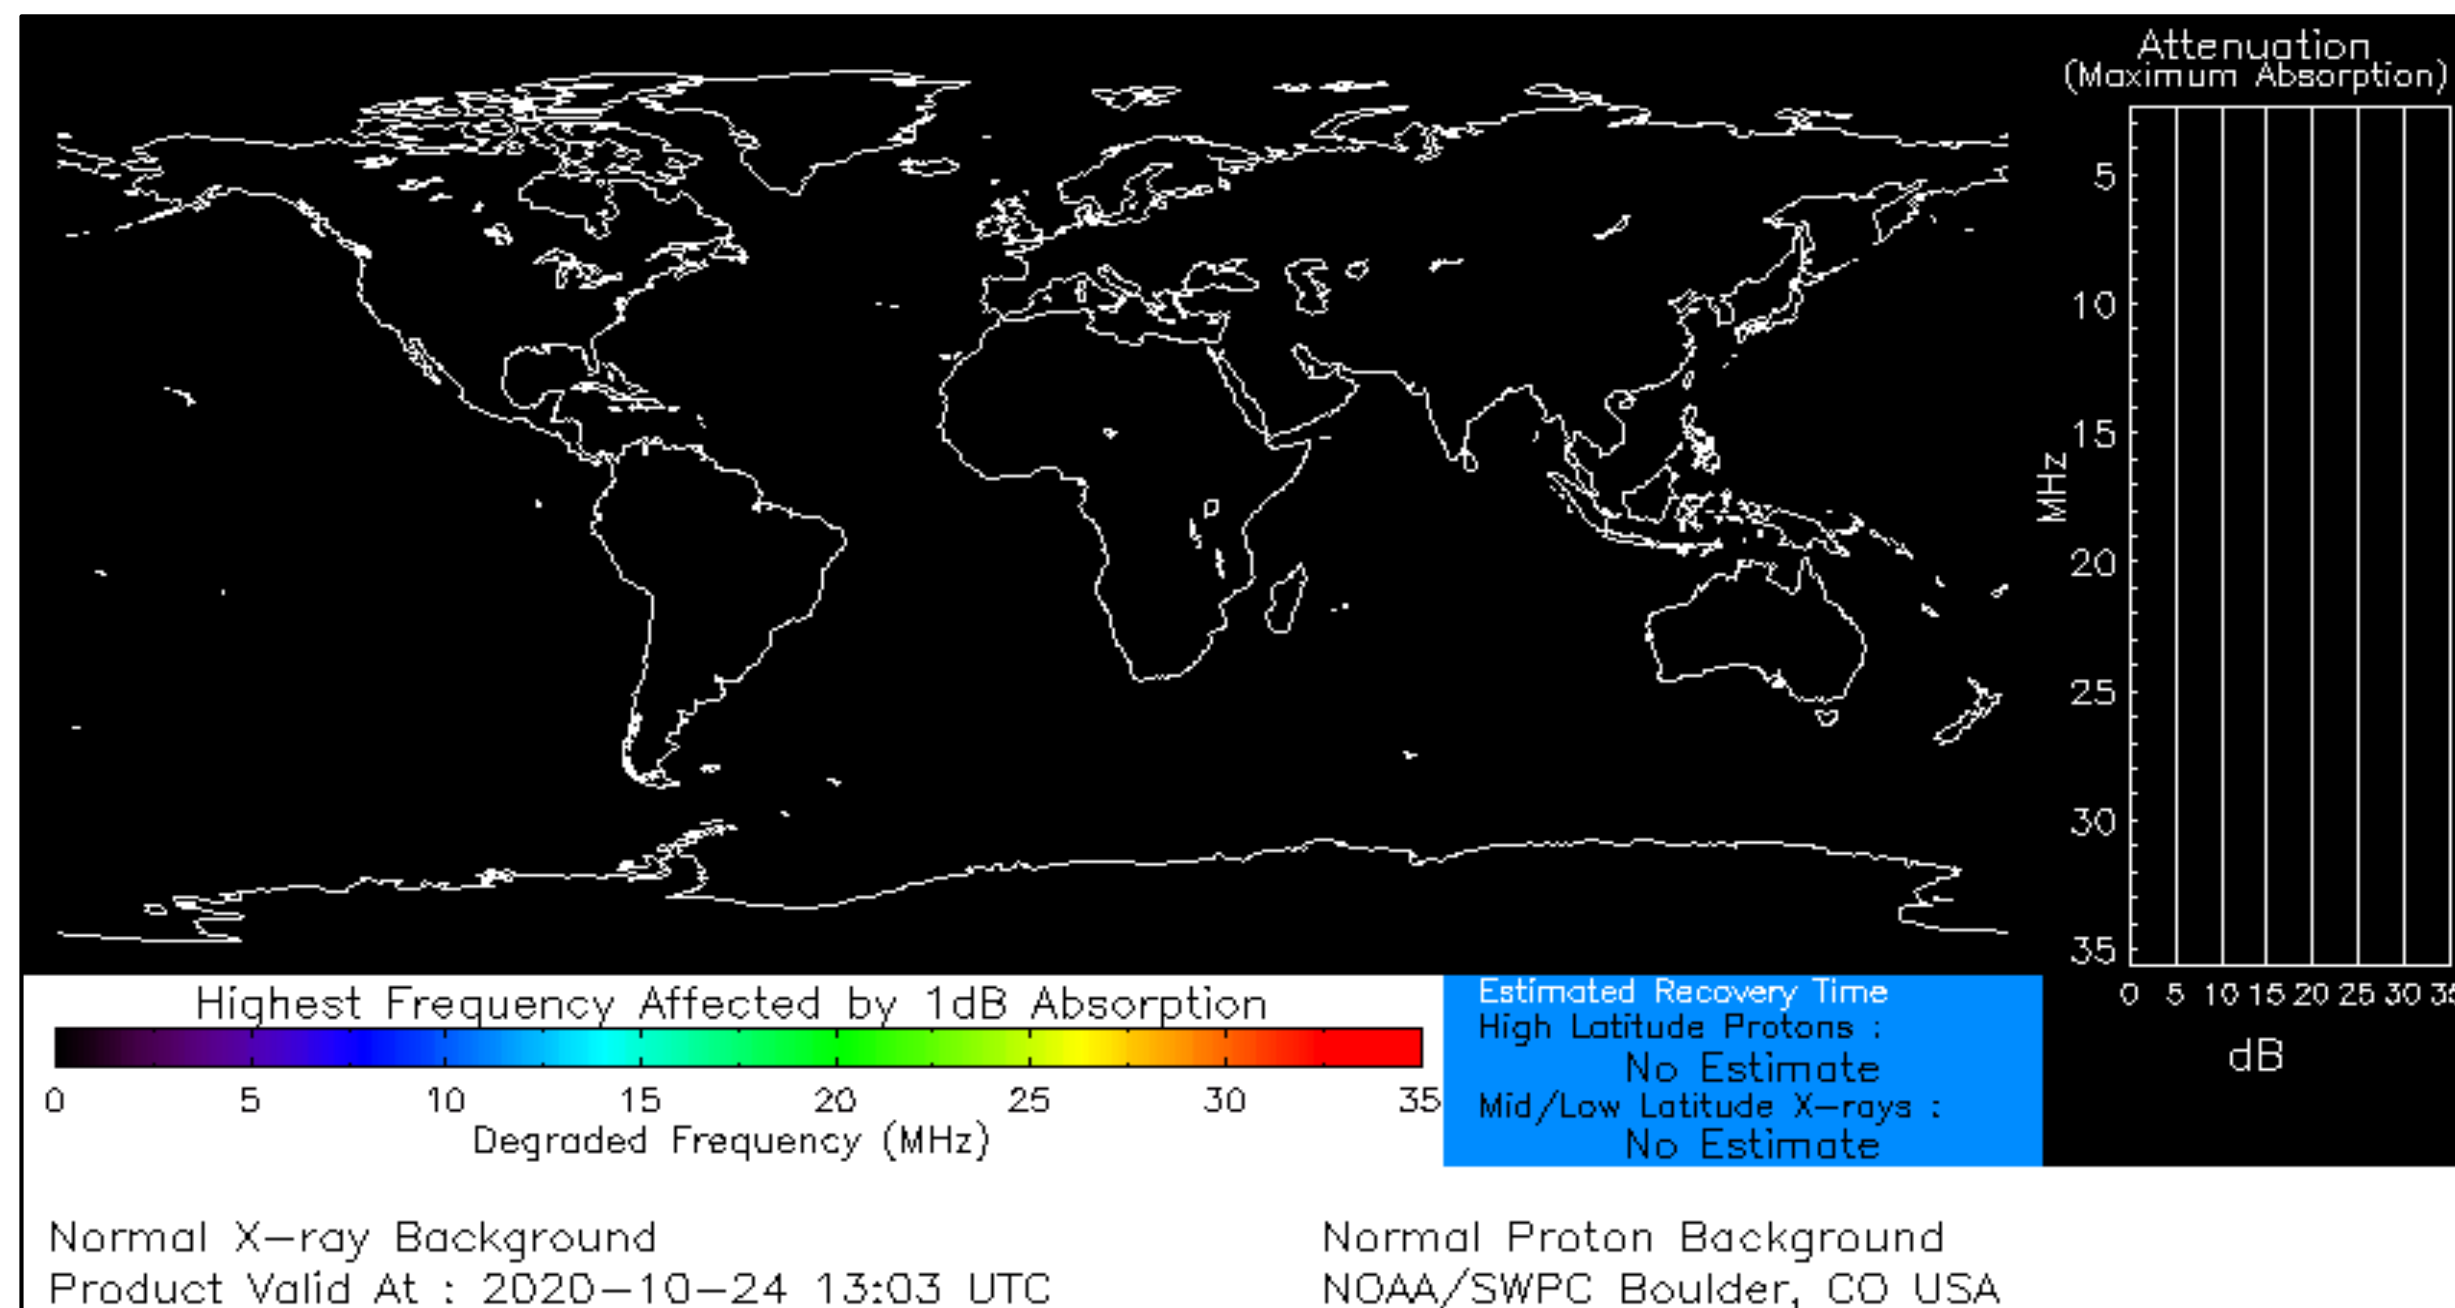 Attenuation
(Maximum Absorption)
5
10
15
20
25
30
35
MHz
0 5 10 15 20 25 30
dB
Highest Frequency Affected by 1dB Absorption
0 5 10 15 20 25 30 35
Degraded Frequency (MHz)
Estimated Recovery Time
High Latitude Protons :
No Estimate
Mid/Low Latitude X-rays :
No Estimate
Normal X-ray Background
Normal Proton Background
Product Valid At : 2020-10-24 13:03 UTC
NOAA/SWPC Boulder, CO USA